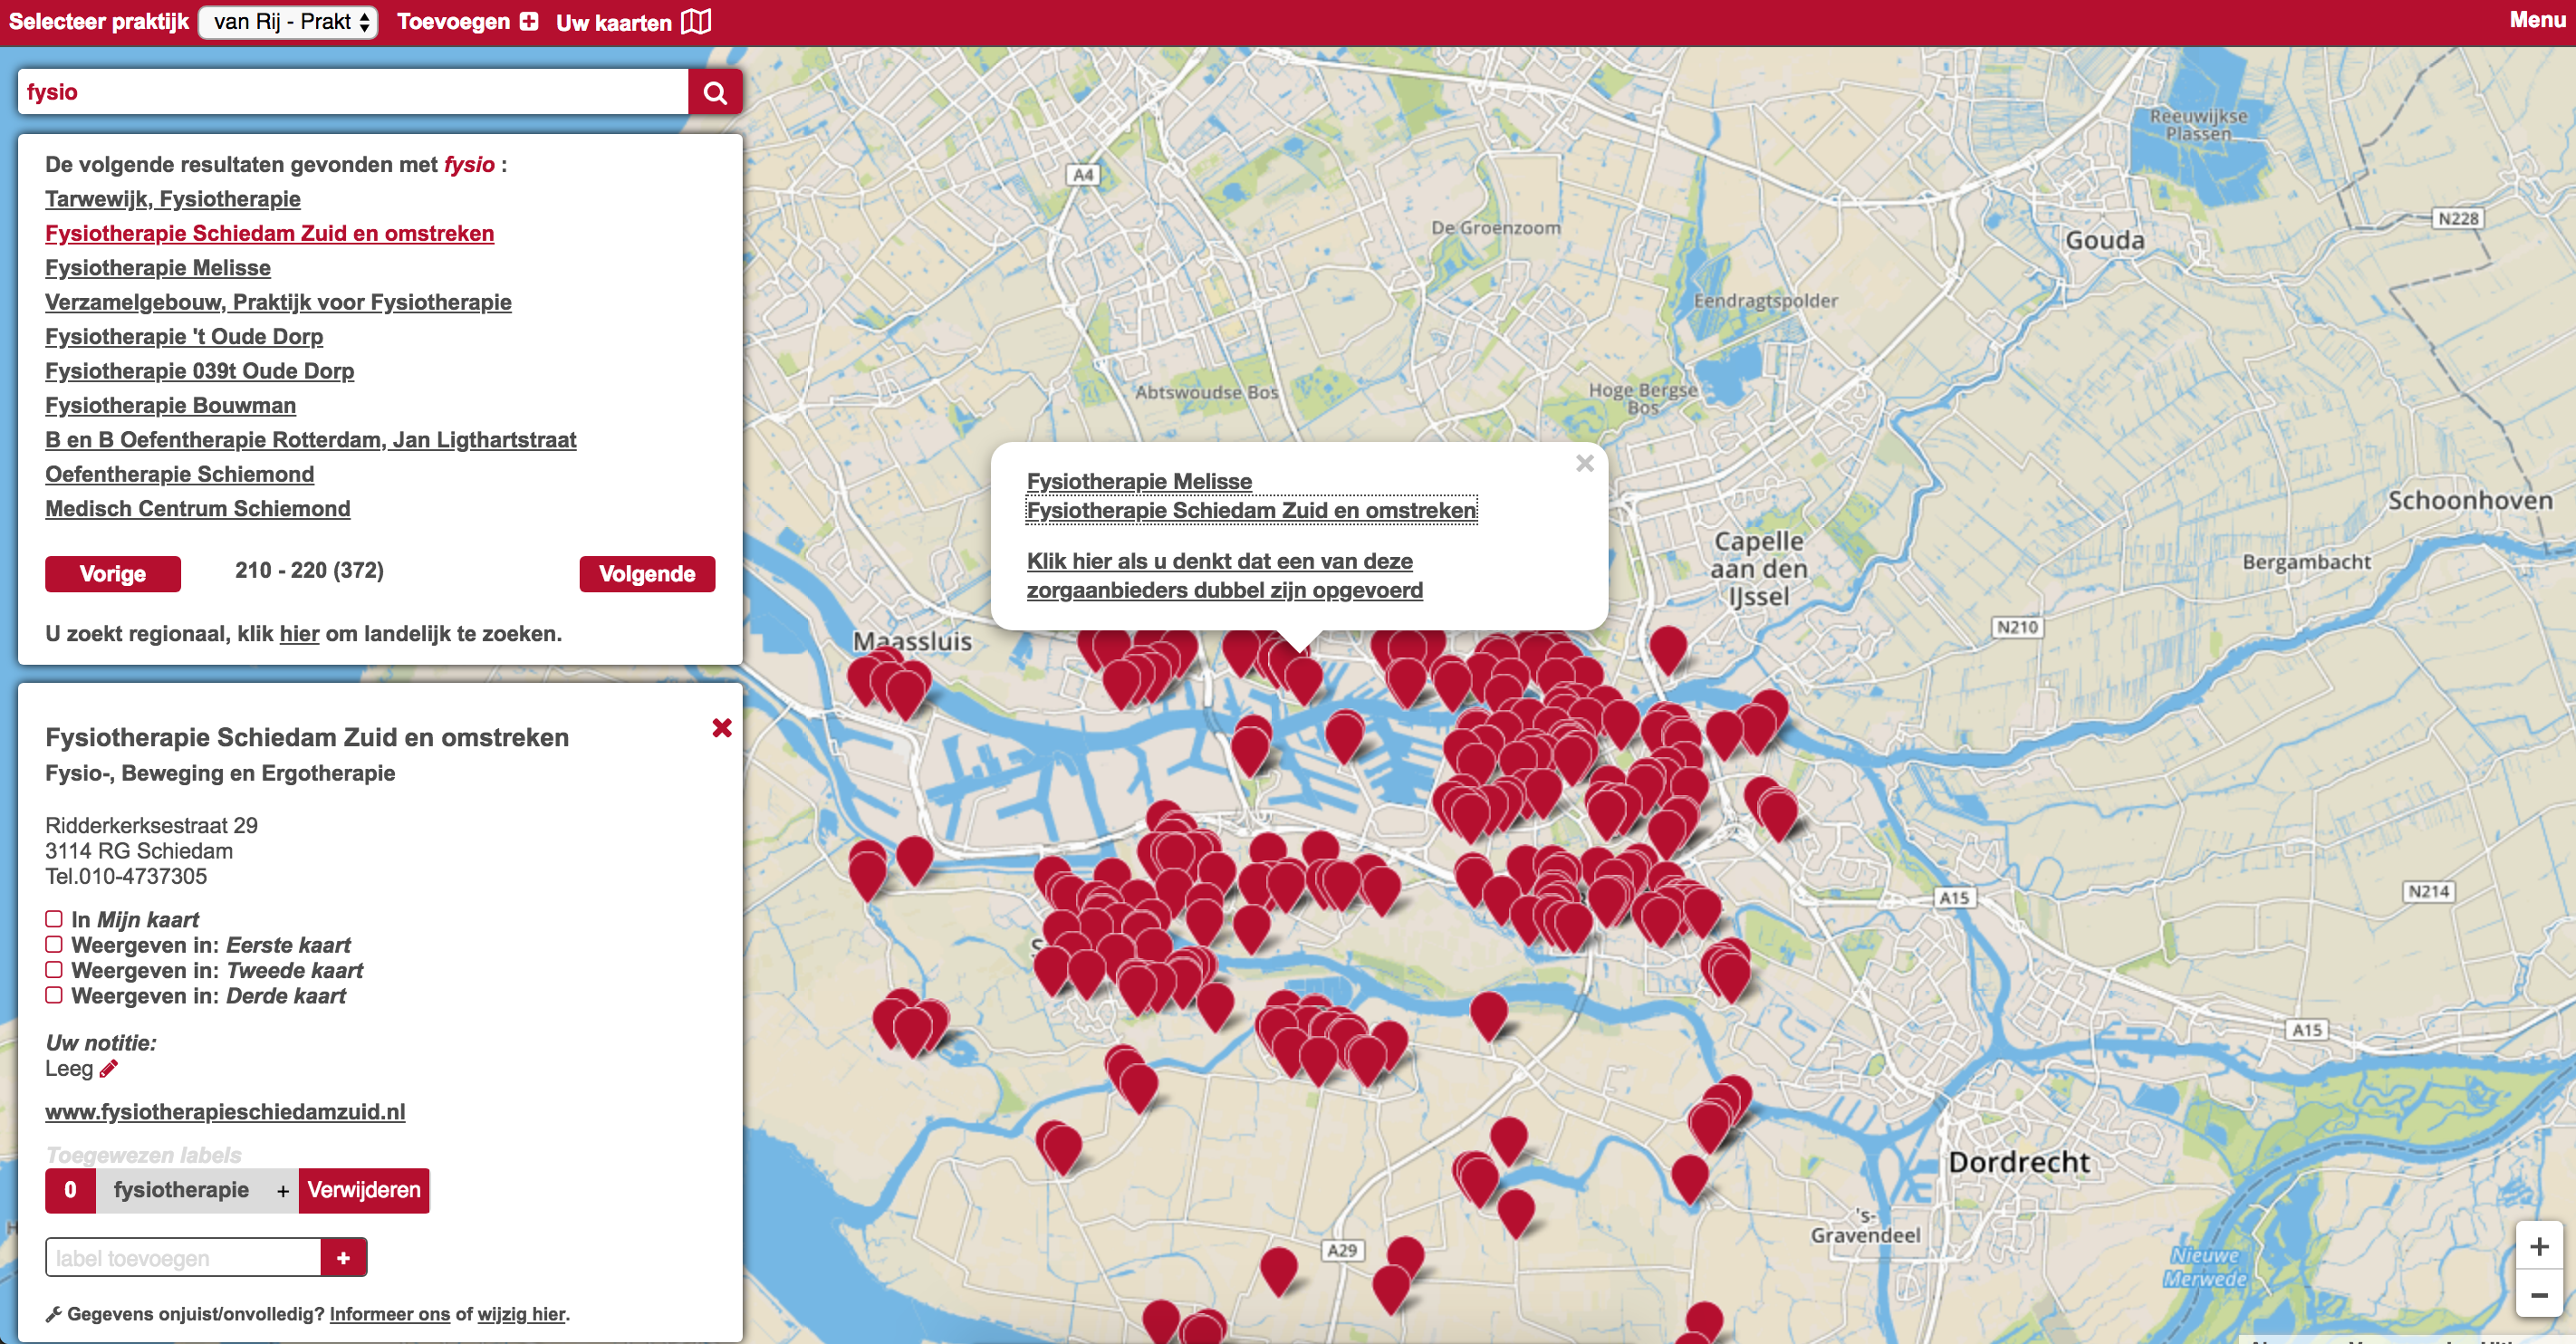 Selecteer praktijk van Rij - Prakt Toevoegen Uw kaarten Menu
fysio
De volgende resultaten gevonden met fysio :
Tarwewijk, Fysiotherapie
Fysiotherapie Schiedam Zuid en omstreken
Fysiotherapie Melisse
Verzamelgebouw, Praktijk voor Fysiotherapie
Fysiotherapie 't Oude Dorp
Fysiotherapie 039t Oude Dorp
Fysiotherapie Bouwman
B en B Oefentherapie Rotterdam, Jan Ligthartstraat
Oefentherapie Schiemond
Medisch Centrum Schiemond
Vorige 210 - 220 (372) Volgende
U zoekt regionaal, klik hier om landelijk te zoeken.
Fysiotherapie Schiedam Zuid en omstreken
Fysio-, Beweging en Ergotherapie
Ridderkerksestraat 29
3114 RG Schiedam
Tel.010-4737305
In Mijn kaart
Weergeven in: Eerste kaart
Weergeven in: Tweede kaart
Weergeven in: Derde kaart
Uw notitie:
Leeg
www.fysiotherapieschiedamzuid.nl
Toegewezen labels
0 fysiotherapie + Verwijderen
label toevoegen +
Gegevens onjuist/onvolledig? Informeer ons of wijzig hier.
Fysiotherapie Melisse
Fysiotherapie Schiedam Zuid en omstreken
Klik hier als u denkt dat een van deze
zorgaanbieders dubbel zijn opgevoerd
Reeuwijkse
Plassen
A4
N228
De Groenzoom
Gouda
Eendragtspolder
Abtswoudse Bos
Hoge Bergse
Bos
Schoonhoven
Capelle
aan den
IJssel
Bergambacht
N210
Maassluis
A15
N214
A15
Dordrecht
's-
Gravendeel
A29
Nieuwe
Merwede
+
−